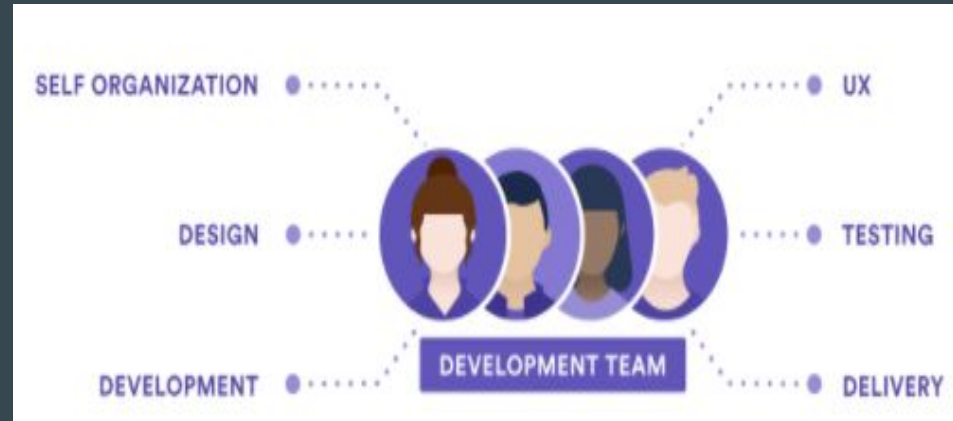 SELF ORGANIZATION
UX
DESIGN
TESTING
DEVELOPMENT TEAM
DEVELOPMENT
DELIVERY